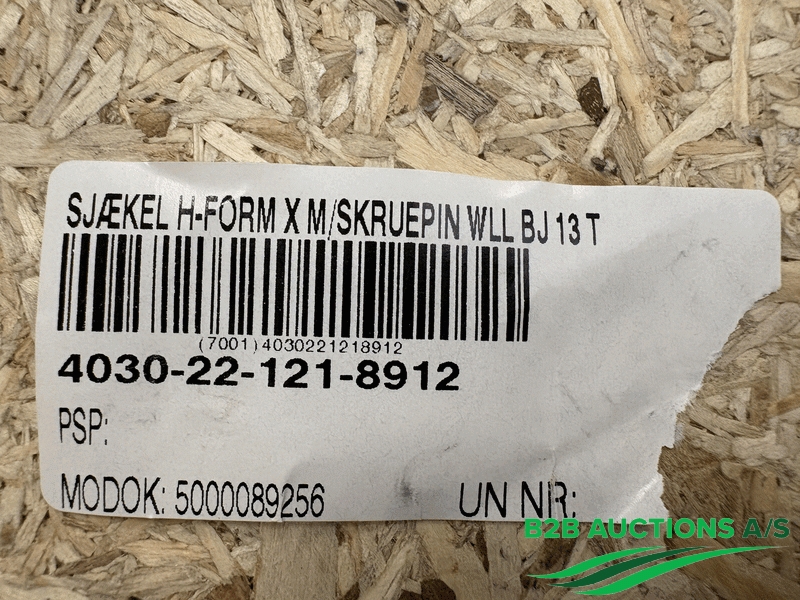 SJÆKEL H-FORM X M/SKRUEPIN WLL BJ 13 T
(7001)4030221218912
4030-22-121-8912
PSP:
MODOK: 5000089256 UN NR:
B2B AUCTIONS A/S